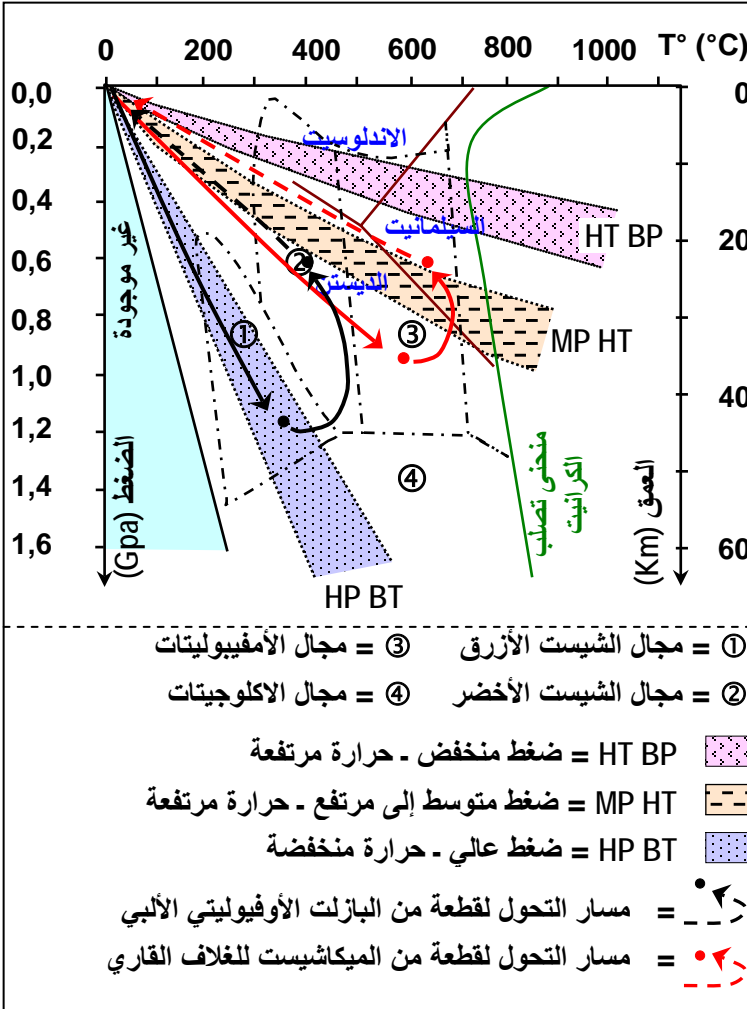 0 200 400 600 800 1000 T° (°C)
0,0 0
0,2
الاندلوسيت
0,4
السيلمانيت
HT BP
20
0,6
②
الديستن
غير موجودة
0,8
①
③
MP HT
1,0
1,2
40
④
1,4
الضغط (Gpa)
منحنى تصلب
الكرانيت
العمق (Km)
1,6 60
HP BT
① = مجال الشيست الأزرق ③ = مجال الأمفيبوليتات
② = مجال الشيست الأخضر ④ = مجال الاكلوجيتات
HT BP = ضغط منخفض ـ حرارة مرتفعة
MP HT = ضغط متوسط إلى مرتفع ـ حرارة مرتفعة
HP BT = ضغط عالي ـ حرارة منخفضة
= مسار التحول لقطعة من البازلت الأوفيوليتي الألبي
= مسار التحول لقطعة من الميكاشيست للغلاف القاري